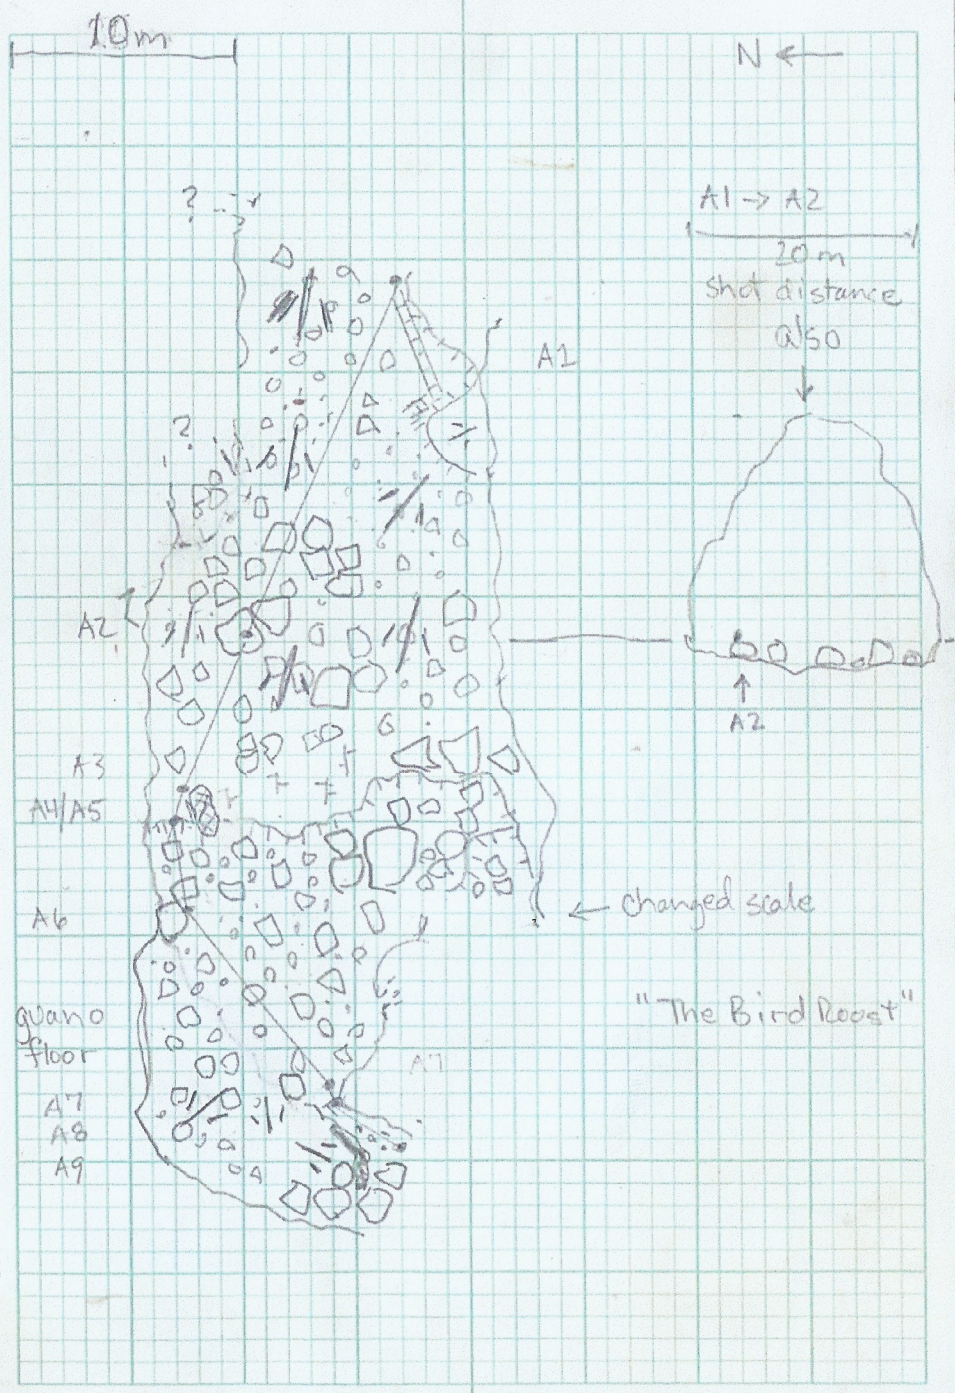 10m
N
?
A1 → A2
20m
shot distance
also
A1
?
A2
A2
A3
A4/A5
A6
changed scale
"The Bird Roost"
guano
floor
A7
A7
A8
A9